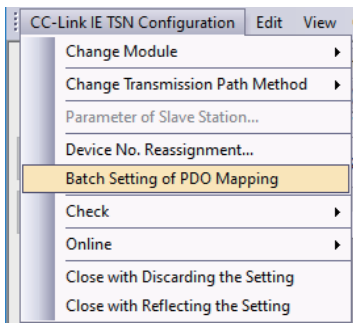 CC-Link IE TSN Configuration Edit View
Change Module
Change Transmission Path Method
Parameter of Slave Station...
Device No. Reassignment...
Batch Setting of PDO Mapping
Check
Online
Close with Discarding the Setting
Close with Reflecting the Setting